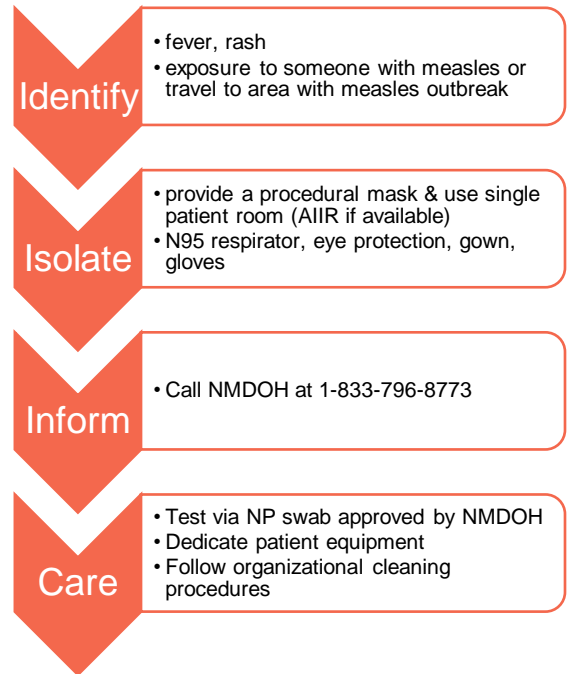 Identify
• fever, rash
• exposure to someone with measles or
travel to area with measles outbreak
Isolate
• provide a procedural mask & use single
patient room (AIIR if available)
• N95 respirator, eye protection, gown,
gloves
Inform
• Call NMDOH at 1-833-796-8773
Care
• Test via NP swab approved by NMDOH
• Dedicate patient equipment
• Follow organizational cleaning
procedures